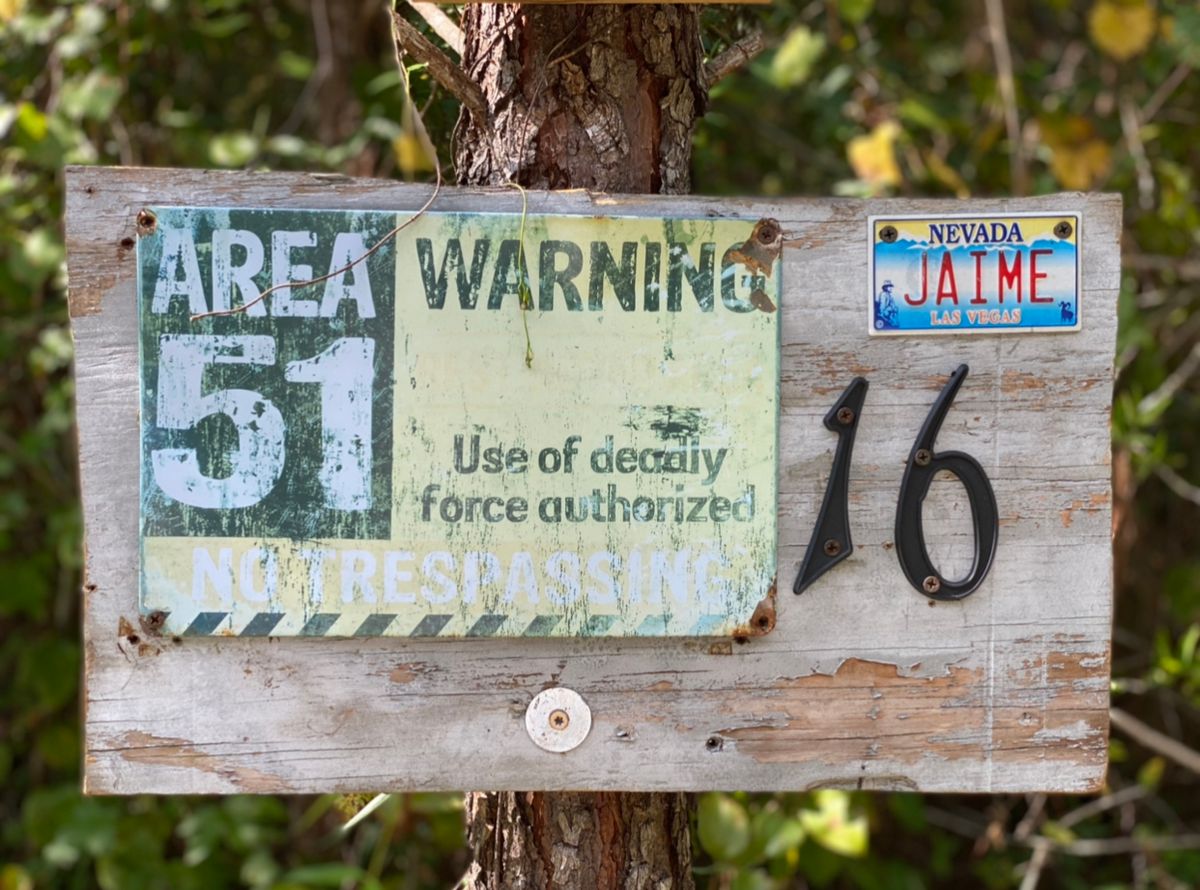 AREA
51
WARNING
Use of deadly
force authorized
NO TRESPASSING
NEVADA
JAIME
LAS VEGAS
16